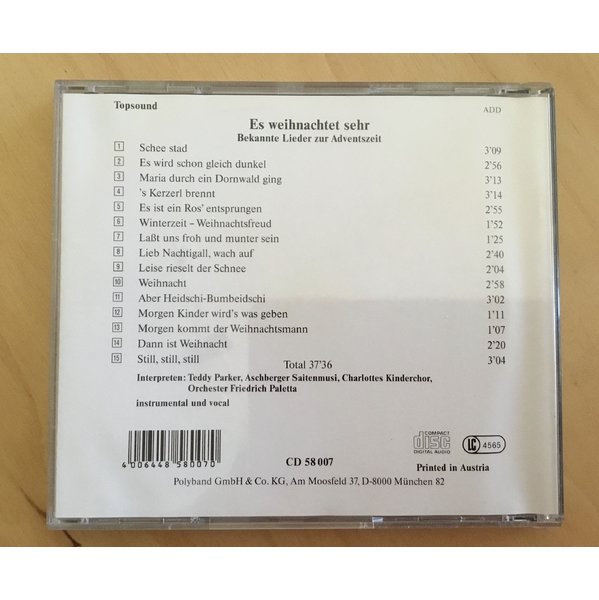 Topsound
ADD
Es weihnachtet sehr
Bekannte Lieder zur Adventszeit
1 Schee stad 3'09
2 Es wird schon gleich dunkel 2'56
3 Maria durch ein Dornwald ging 3'13
4 's Kerzerl brennt 3'14
5 Es ist ein Ros' entsprungen 2'55
6 Winterzeit – Weihnachtsfreud 1'52
7 Laßt uns froh und munter sein 1'25
8 Lieb Nachtigall, wach auf 2'40
9 Leise rieselt der Schnee 2'04
10 Weihnacht 2'58
11 Aber Heidschi-Bumbeidschi 3'02
12 Morgen Kinder wird's was geben 1'11
13 Morgen kommt der Weihnachtsmann 1'07
14 Dann ist Weihnacht 2'20
15 Still, still, still 3'04
Total 37'36
Interpreten: Teddy Parker, Aschberger Saitenmusi, Charlottes Kinderchor,
Orchester Friedrich Paletta
instrumental und vocal
4 006448 580070
CD 58 007
COMPACT
disc
DIGITAL AUDIO
LC 4565
Printed in Austria
Polyband GmbH & Co. KG, Am Moosfeld 37, D-8000 München 82